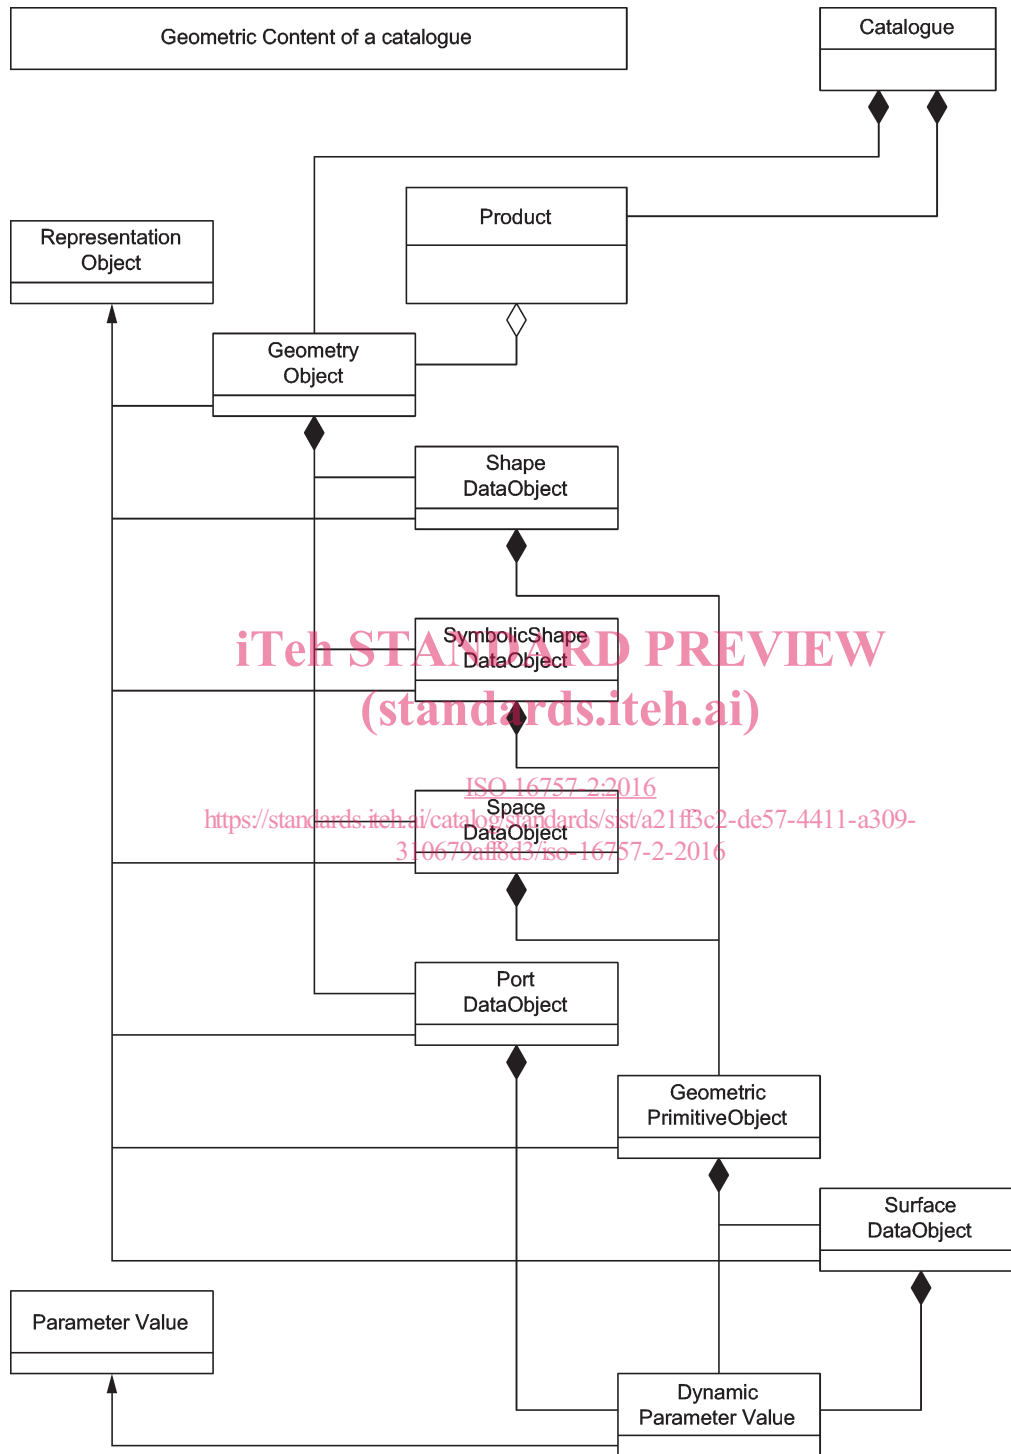 Geometric Content of a catalogue
Catalogue
Product
Representation
Object
Geometry
Object
Shape
DataObject
SymbolicShape
DataObject
iTeh STANDARD PREVIEW
(standards.iteh.ai)
ISO 16757-2:2016
Space
DataObject
https://standards.iteh.ai/catalog/standards/sist/a21ff3c2-de57-4411-a309-
310679aff8d3/iso-16757-2-2016
Port
DataObject
Geometric
PrimitiveObject
Surface
DataObject
Parameter Value
Dynamic
Parameter Value